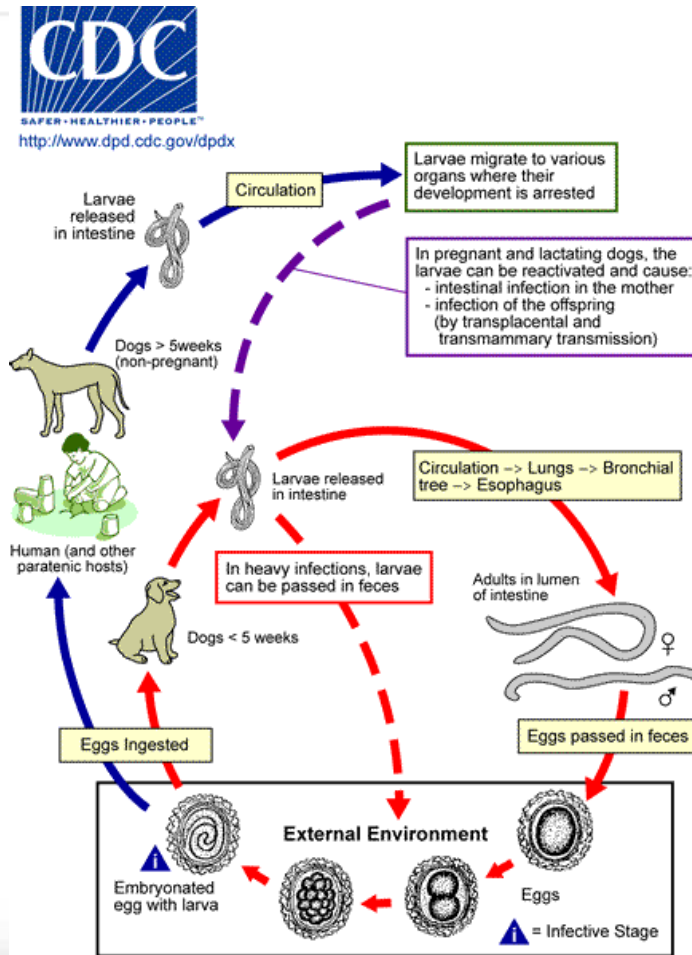 CDC
SAFER•HEALTHIER•PEOPLE™
http://www.dpd.cdc.gov/dpdx
Larvae
released
in intestine
Circulation
Larvae migrate to various
organs where their
development is arrested
In pregnant and lactating dogs, the
larvae can be reactivated and cause:
- intestinal infection in the mother
- infection of the offspring
(by transplacental and
transmammary transmission)
Dogs > 5weeks
(non-pregnant)
Larvae released
in intestine
Circulation –> Lungs –> Bronchial
tree –> Esophagus
Human (and other
paratenic hosts)
In heavy infections, larvae
can be passed in feces
Adults in lumen
of intestine
♀
♂
Dogs < 5 weeks
Eggs Ingested
Eggs passed in feces
External Environment
i
Embryonated
egg with larva
Eggs
i = Infective Stage